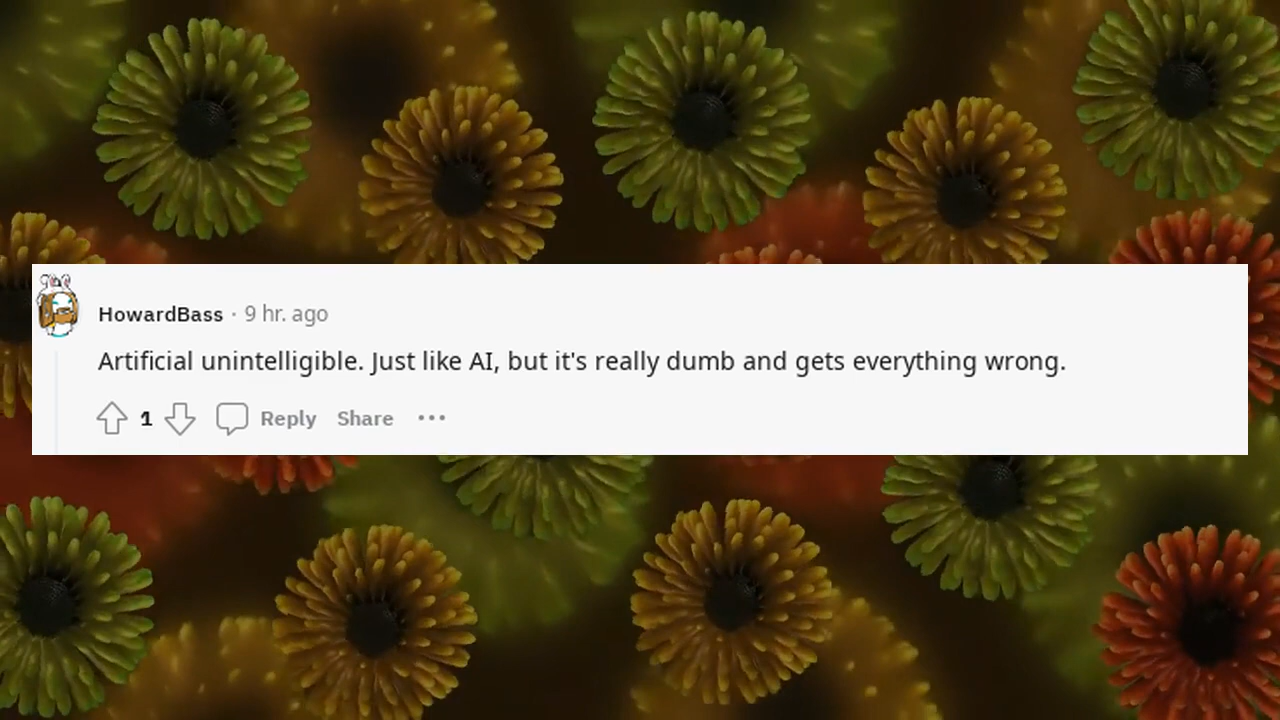 HowardBass · 9 hr. ago
Artificial unintelligible. Just like AI, but it's really dumb and gets everything wrong.
1 Reply Share